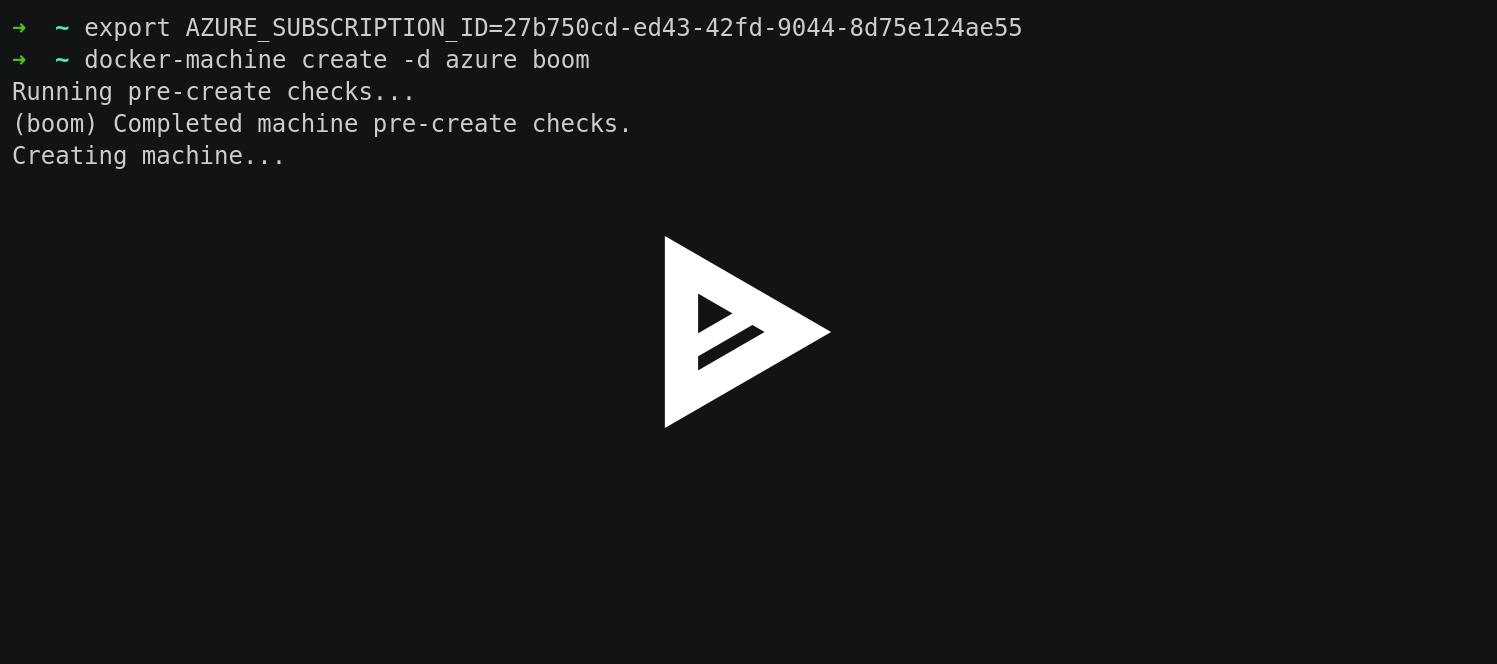 ➜  ~ export AZURE_SUBSCRIPTION_ID=27b750cd-ed43-42fd-9044-8d75e124ae55
➜  ~ docker-machine create -d azure boom
Running pre-create checks...
(boom) Completed machine pre-create checks.
Creating machine...